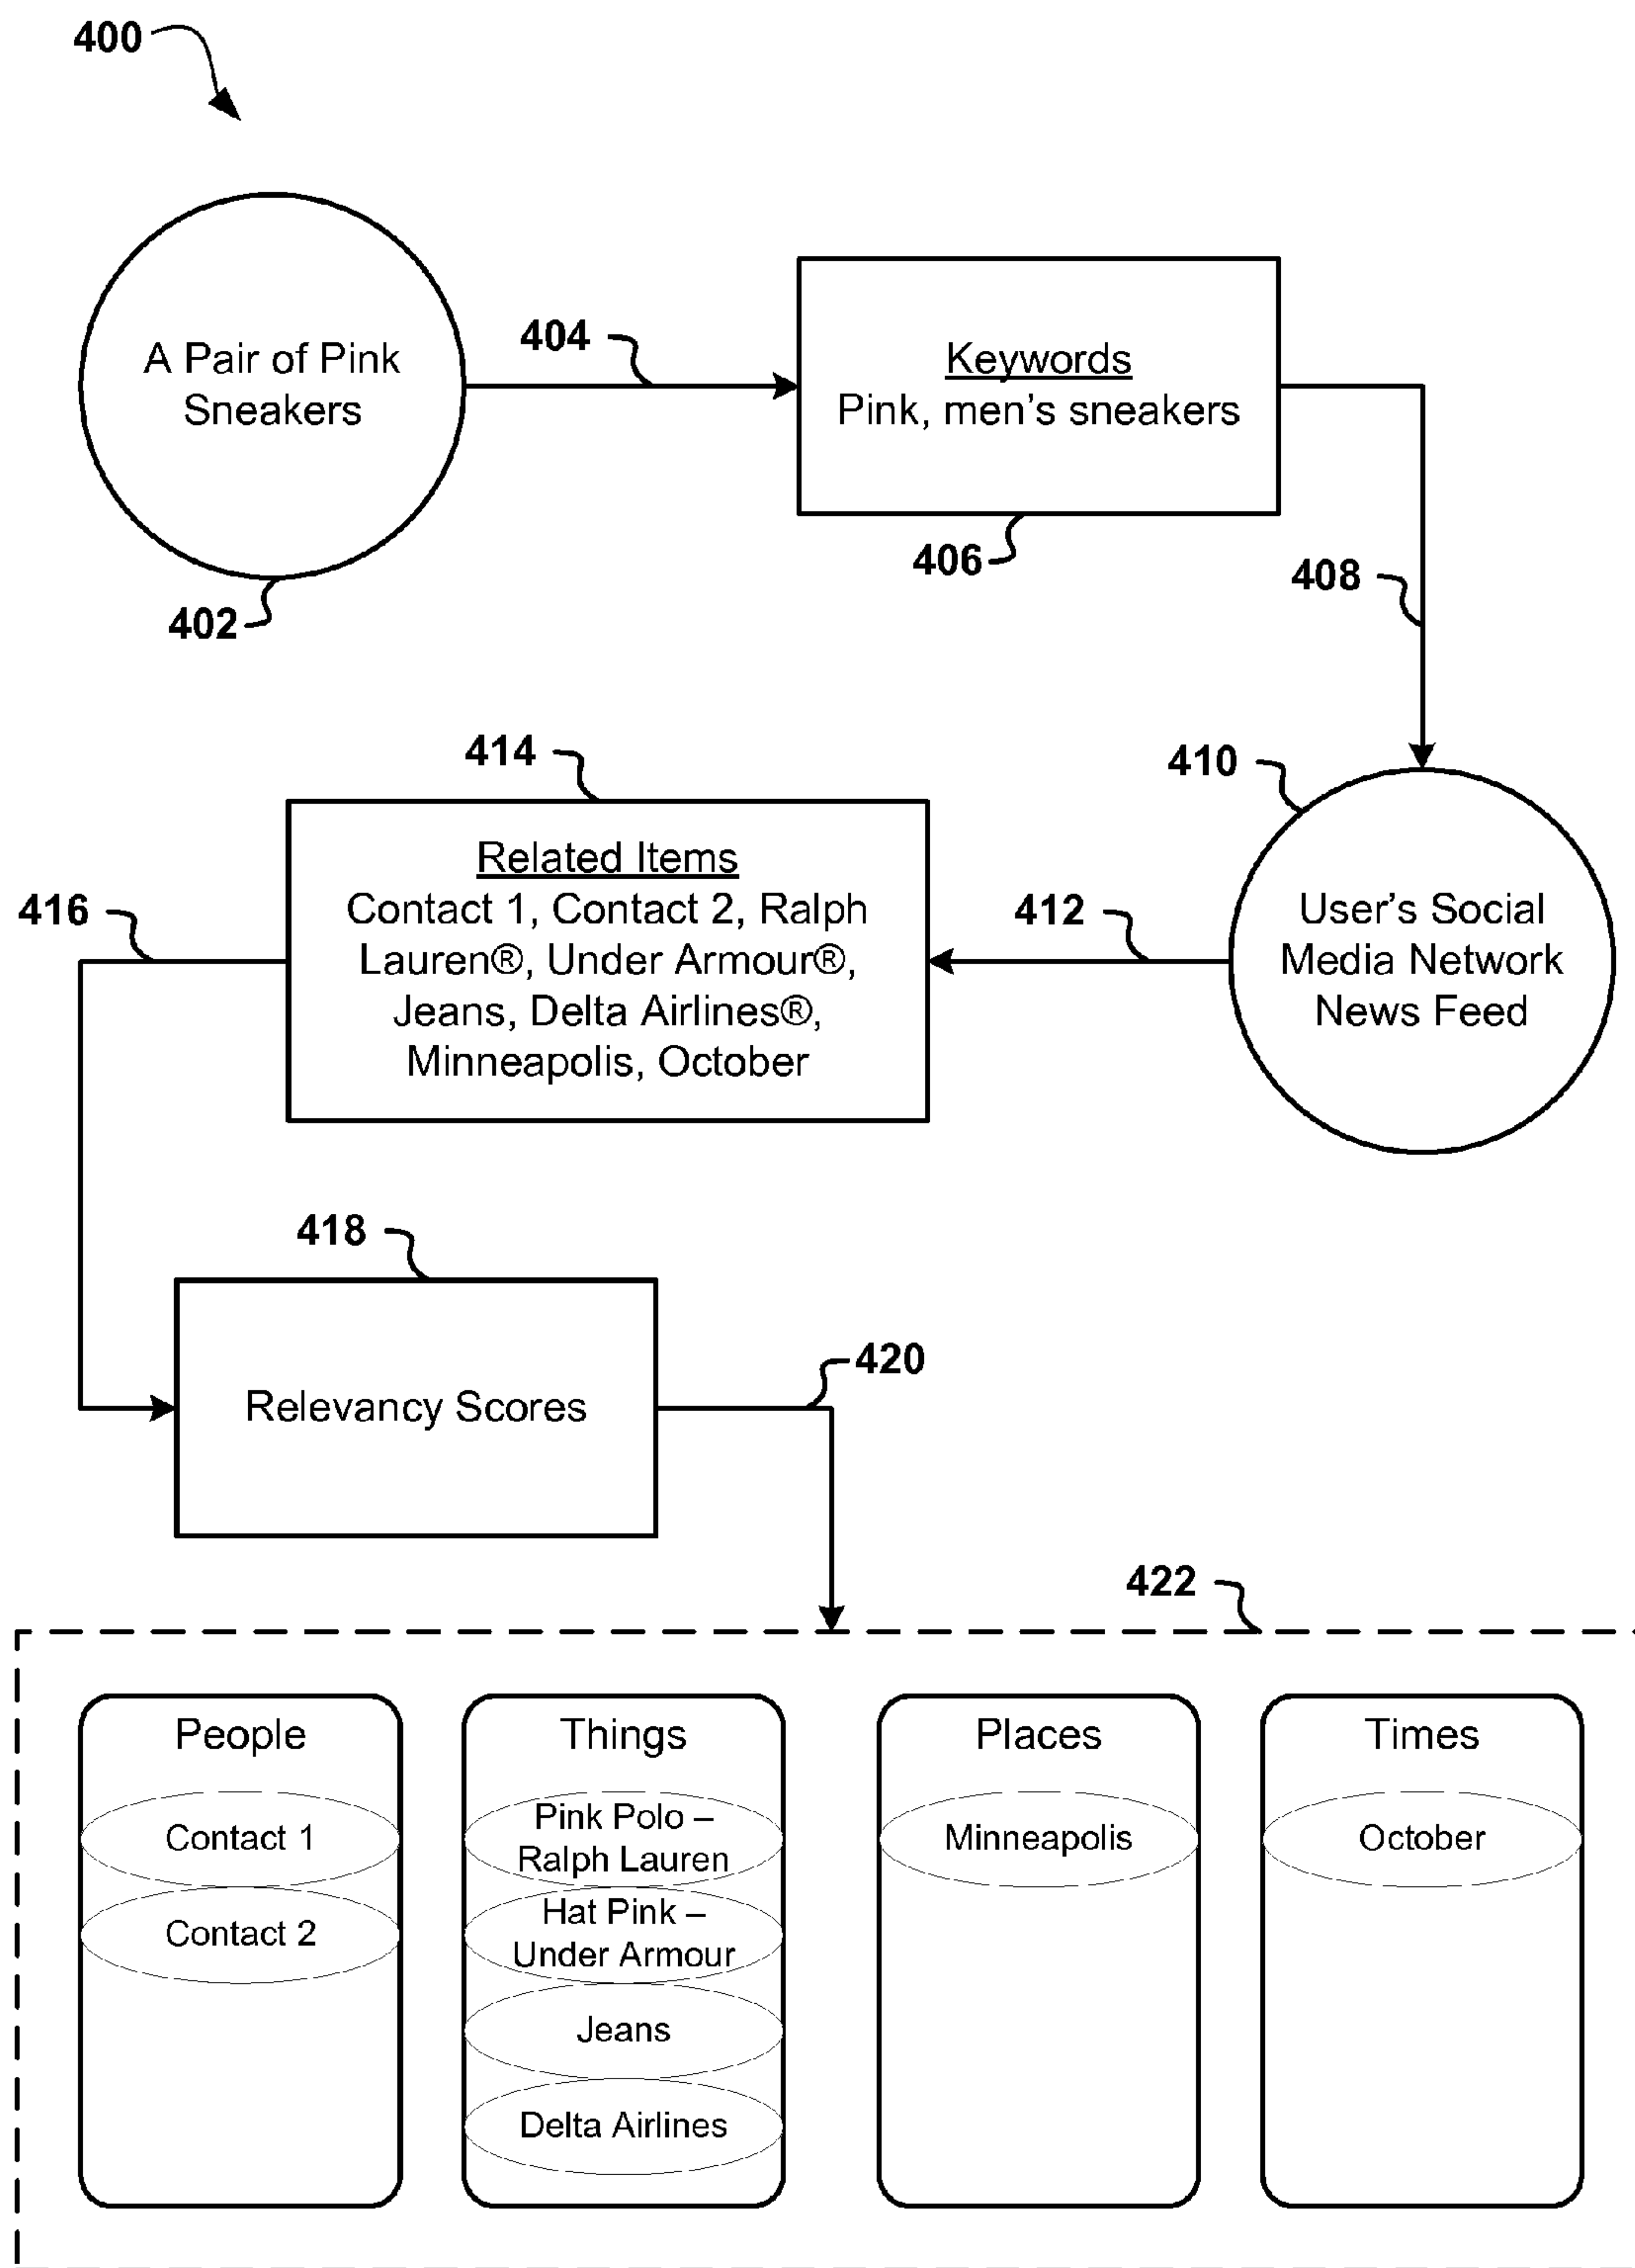 400
A Pair of Pink
Sneakers
402
404
Keywords
Pink, men's sneakers
406
408
410
User's Social
Media Network
News Feed
412
414
Related Items
Contact 1, Contact 2, Ralph
Lauren®, Under Armour®,
Jeans, Delta Airlines®,
Minneapolis, October
416
418
Relevancy Scores
420
422
People
Contact 1
Contact 2
Things
Pink Polo –
Ralph Lauren
Hat Pink –
Under Armour
Jeans
Delta Airlines
Places
Minneapolis
Times
October